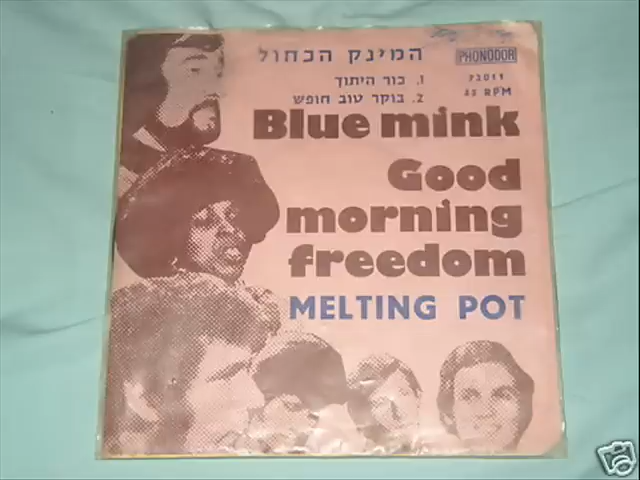 המינק הכחול
PHONODOR
1. כור היתוך
73011
2. בוקר טוב חופש
45 RPM
Blue mink
Good
morning
freedom
MELTING POT